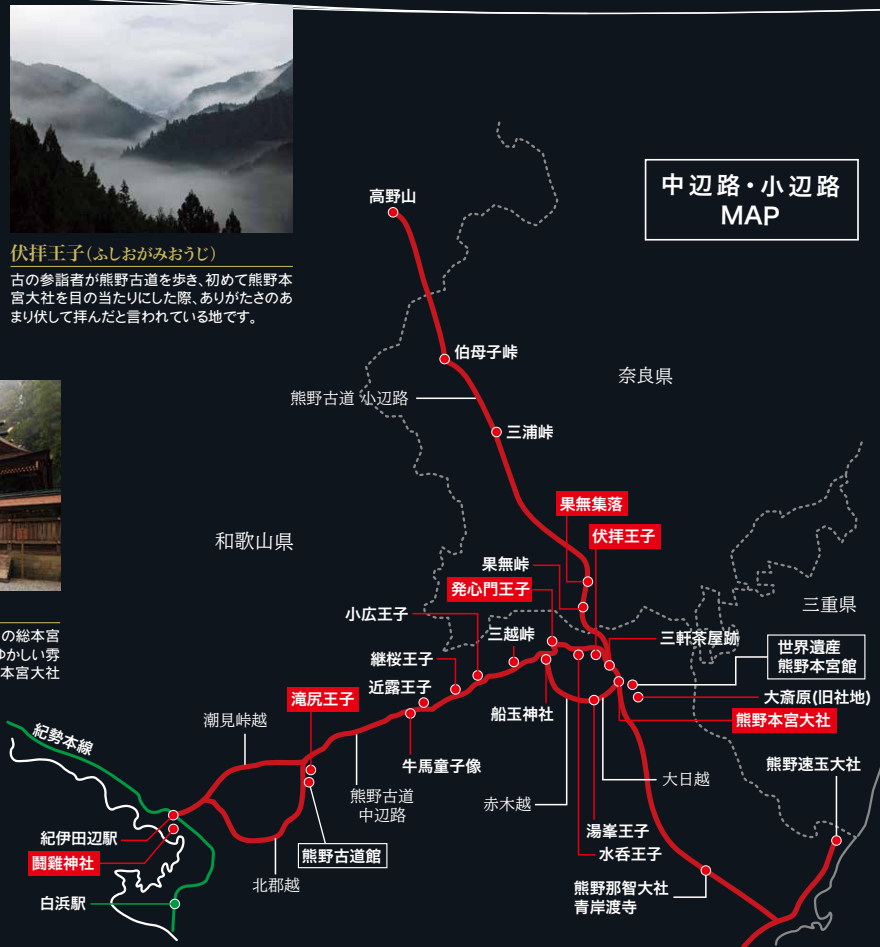 中辺路・小辺路
MAP
伏拝王子(ふしおがみおうじ)
古の参詣者が熊野古道を歩き、初めて熊野本
宮大社を目の当たりにした際、ありがたさのあ
まり伏して拝んだと言われている地です。
の総本宮
ゆかしい雰
本宮大社
高野山
伯母子峠
奈良県
熊野古道 小辺路
三浦峠
果無集落
伏拝王子
和歌山県
果無峠
発心門王子
三重県
小広王子
三越峠
三軒茶屋跡
世界遺産
熊野本宮館
継桜王子
近露王子
滝尻王子
大斎原(旧社地)
船玉神社
熊野本宮大社
潮見峠越
紀勢本線
牛馬童子像
熊野速玉大社
大日越
熊野古道
中辺路
赤木越
湯峯王子
紀伊田辺駅
水呑王子
熊野古道館
闘雞神社
北郡越
熊野那智大社
青岸渡寺
白浜駅